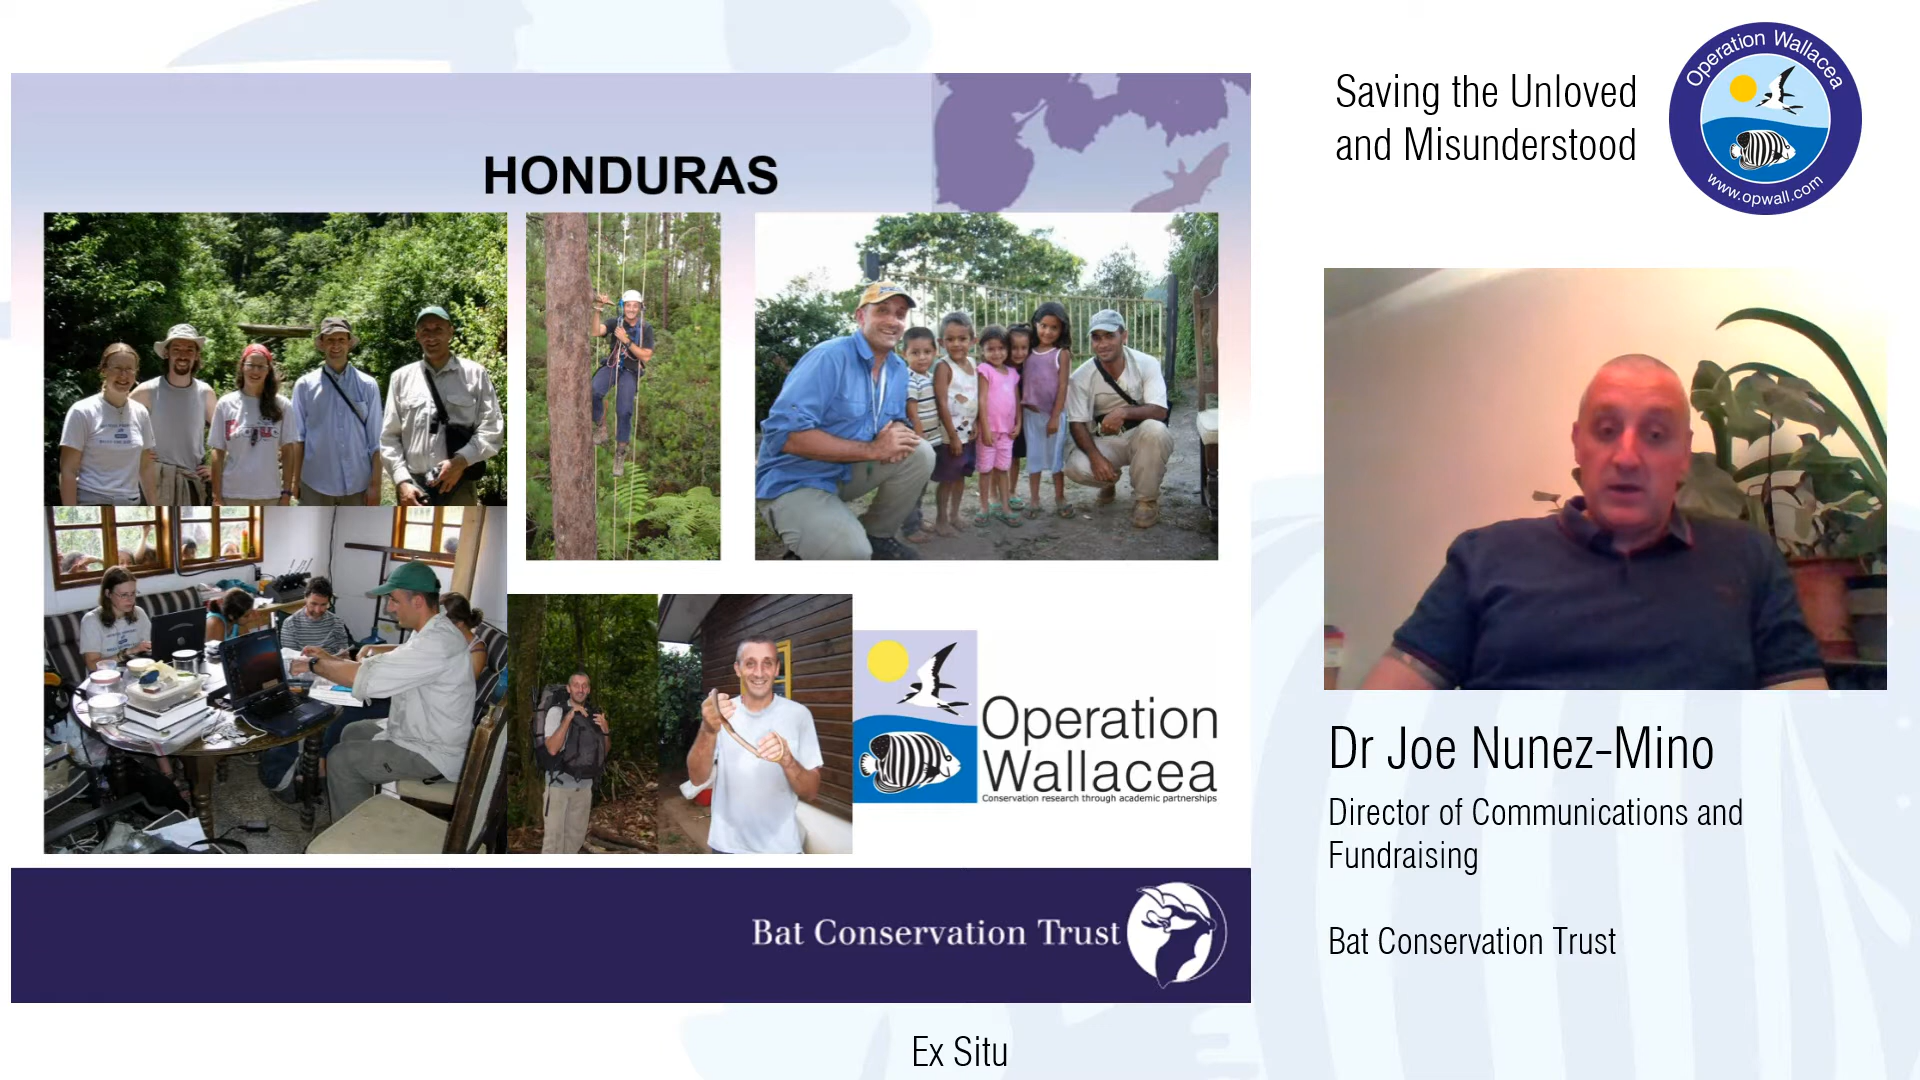 HONDURAS
Operation
Wallacea
Conservation research through academic partnerships
Bat Conservation Trust
Saving the Unloved
and Misunderstood
Operation Wallacea
www.opwall.com
Dr Joe Nunez-Mino
Director of Communications and
Fundraising
Bat Conservation Trust
Ex Situ